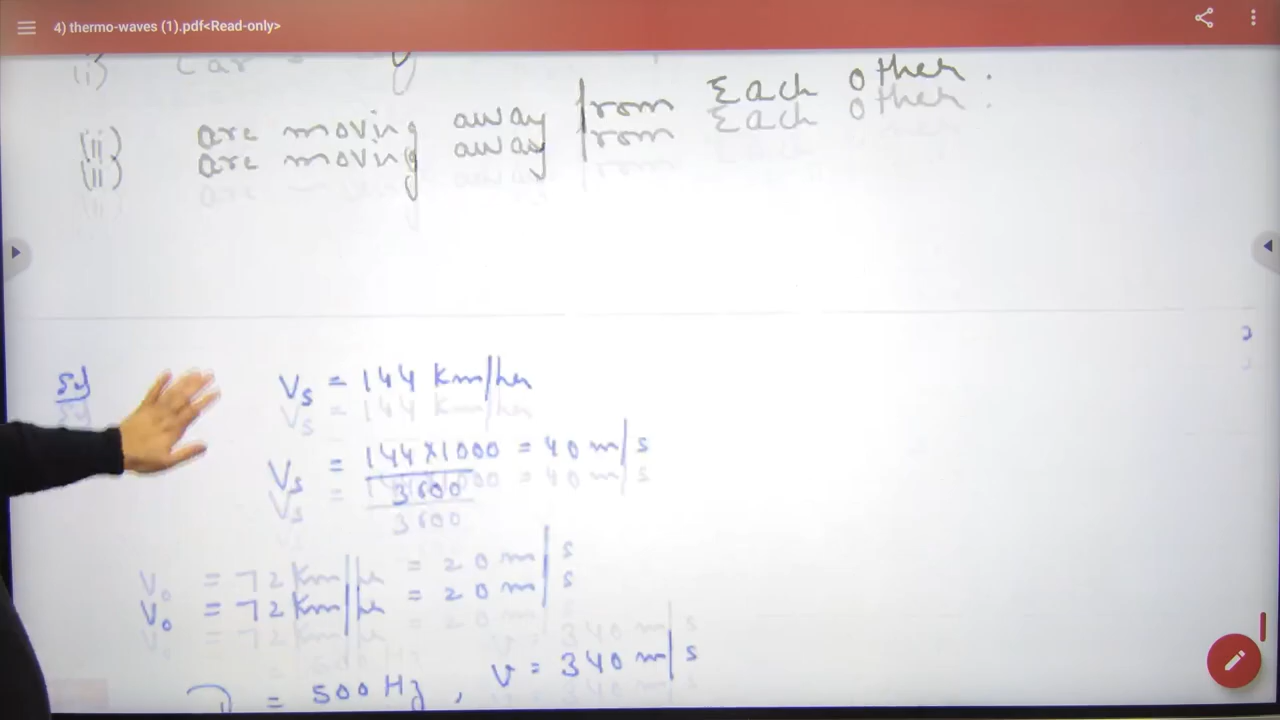 4) thermo-waves (1).pdf<Read-only>
(i) Car
(ii) are moving away from Each other.
Sol
Vs = 144 Km/hr
Vs = 144×1000/3600 = 40 m/s
Vo = 72 Km/hr = 20 m/s
= 500 Hz, v = 340 m/s